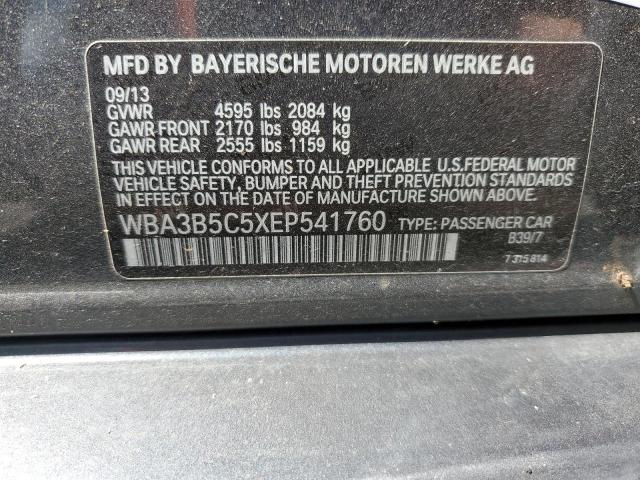 MFD BY BAYERISCHE MOTOREN WERKE AG
09/13
GVWR 4595 lbs 2084 kg
GAWR FRONT 2170 lbs 984 kg
GAWR REAR 2555 lbs 1159 kg
THIS VEHICLE CONFORMS TO ALL APPLICABLE U.S.FEDERAL MOTOR
VEHICLE SAFETY, BUMPER AND THEFT PREVENTION STANDARDS
IN EFFECT ON THE DATE OF MANUFACTURE SHOWN ABOVE.
WBA3B5C5XEP541760 TYPE: PASSENGER CAR
B39/7
7 315 814